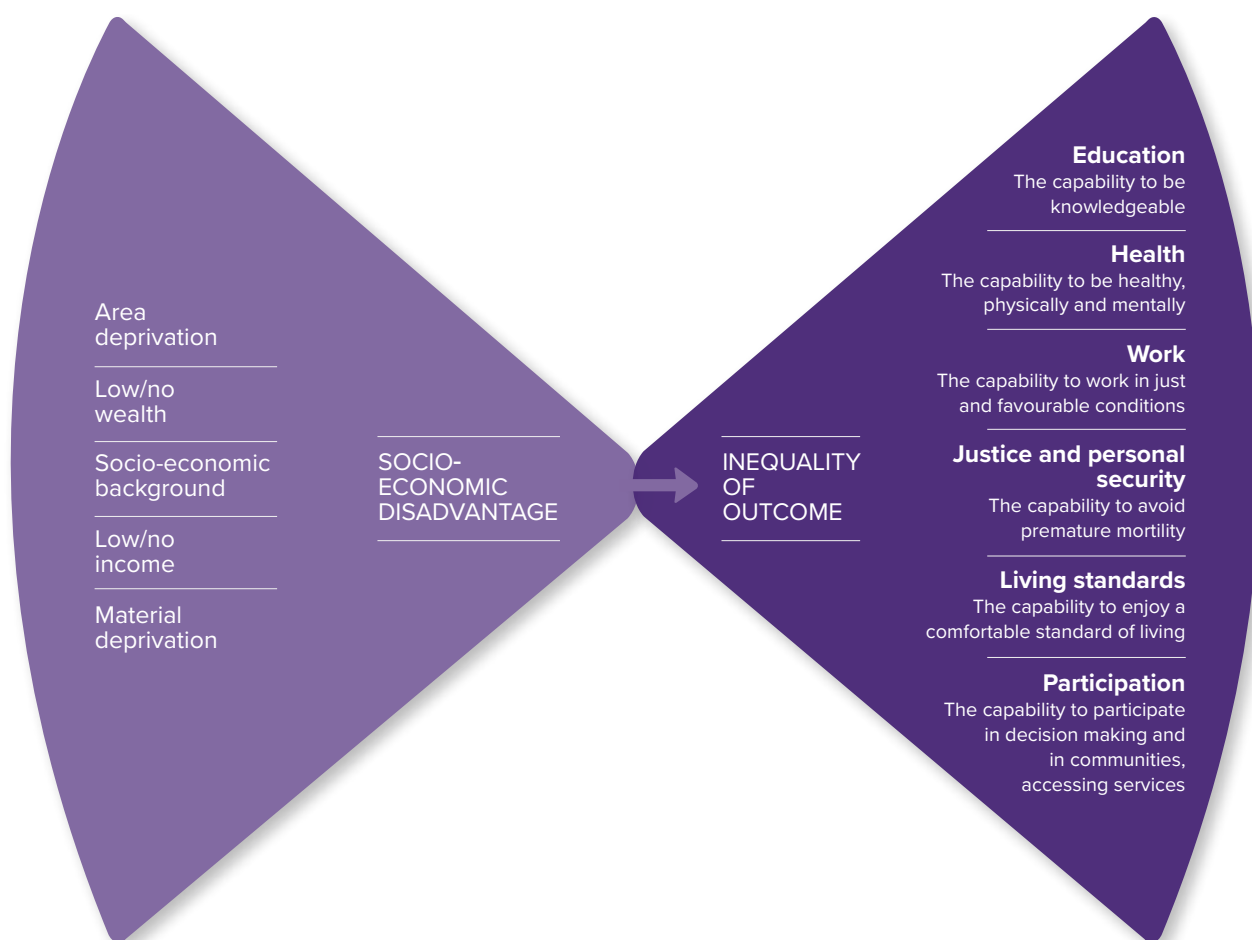 Area
deprivation
Low/no
wealth
Socio-economic
background
Low/no
income
Material
deprivation
SOCIO-
ECONOMIC
DISADVANTAGE
INEQUALITY
OF
OUTCOME
Education
The capability to be
knowledgeable
Health
The capability to be healthy,
physically and mentally
Work
The capability to work in just
and favourable conditions
Justice and personal
security
The capability to avoid
premature mortility
Living standards
The capability to enjoy a
comfortable standard of living
Participation
The capability to participate
in decision making and
in communities,
accessing services